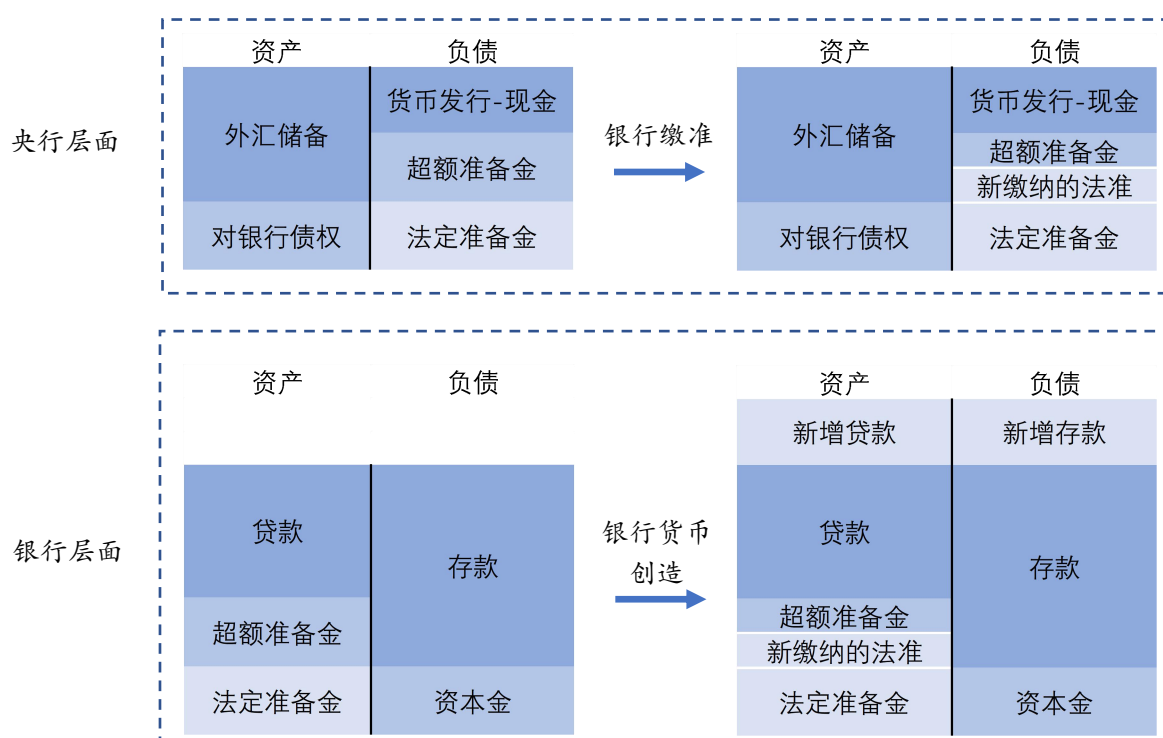 资产 负债 资产 负债
货币发行-现金 货币发行-现金
央行层面 外汇储备 银行缴准 外汇储备
超额准备金 超额准备金
新缴纳的法准
对银行债权 法定准备金 对银行债权 法定准备金
资产 负债 资产 负债
新增贷款 新增存款
贷款 银行货币 贷款
银行层面 存款 创造 存款
超额准备金 超额准备金
新缴纳的法准
法定准备金 资本金 法定准备金 资本金